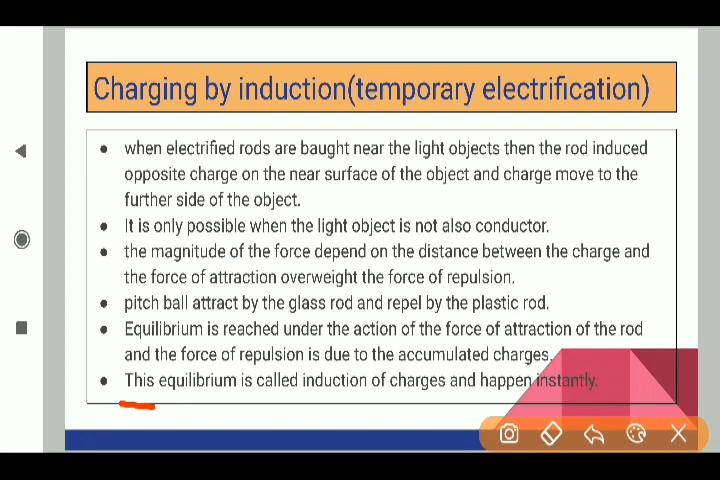 Charging by induction(temporary electrification)
when electrified rods are baught near the light objects then the rod induced
opposite charge on the near surface of the object and charge move to the
further side of the object.
It is only possible when the light object is not also conductor.
the magnitude of the force depend on the distance between the charge and
the force of attraction overweight the force of repulsion.
pitch ball attract by the glass rod and repel by the plastic rod.
Equilibrium is reached under the action of the force of attraction of the rod
and the force of repulsion is due to the accumulated charges.
This equilibrium is called induction of charges and happen instantly.